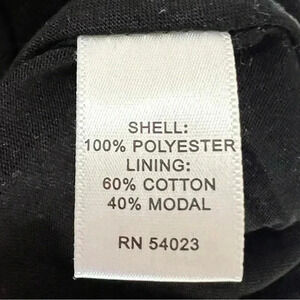 SHELL:
100% POLYESTER
LINING:
60% COTTON
40% MODAL
RN 54023